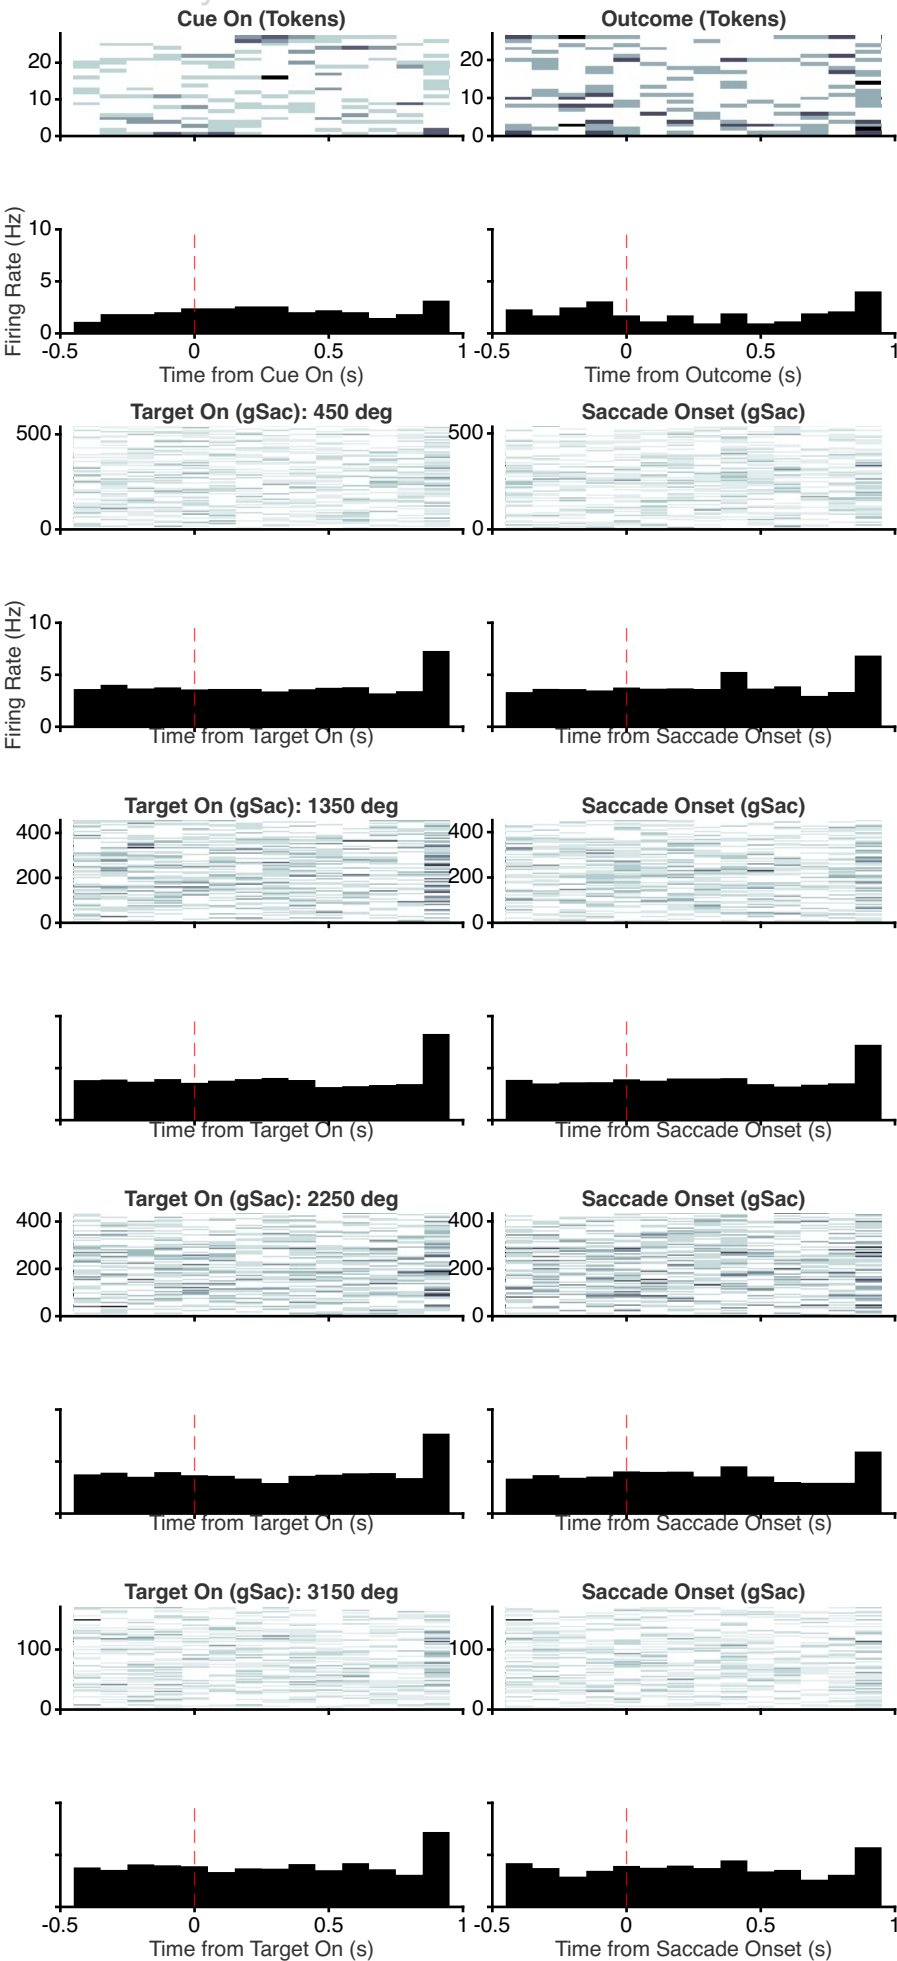 Cue On (Tokens)
Outcome (Tokens)
20
10
0
20
10
0
Firing Rate (Hz)
10
5
0
-0.5
0
0.5
1
-0.5
0
0.5
1
Time from Cue On (s)
Time from Outcome (s)
Target On (gSac): 450 deg
Saccade Onset (gSac)
500
0
500
0
Firing Rate (Hz)
10
5
0
Time from Target On (s)
Time from Saccade Onset (s)
Target On (gSac): 1350 deg
Saccade Onset (gSac)
400
200
0
400
200
0
Time from Target On (s)
Time from Saccade Onset (s)
Target On (gSac): 2250 deg
Saccade Onset (gSac)
400
200
0
400
200
0
Time from Target On (s)
Time from Saccade Onset (s)
Target On (gSac): 3150 deg
Saccade Onset (gSac)
100
0
100
0
-0.5
0
0.5
1
-0.5
0
0.5
1
Time from Target On (s)
Time from Saccade Onset (s)